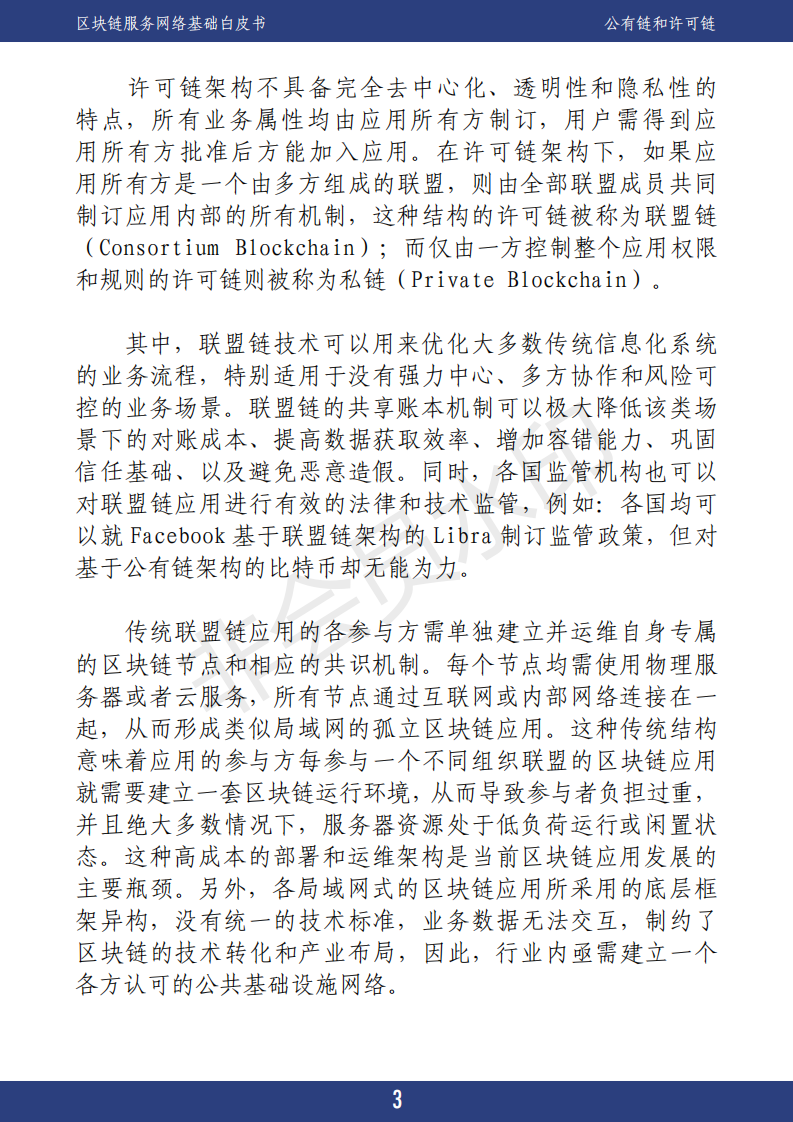 区块链服务网络基础白皮书
公有链和许可链
许可链架构不具备完全去中心化、透明性和隐私性的
特点，所有业务属性均由应用所有方制订，用户需得到应
用所有方批准后方能加入应用。在许可链架构下，如果应
用所有方是一个由多方组成的联盟，则由全部联盟成员共同
制订应用内部的所有机制，这种结构的许可链被称为联盟链
（Consortium Blockchain）；而仅由一方控制整个应用权限
和规则的许可链则被称为私链（Private Blockchain）。
其中，联盟链技术可以用来优化大多数传统信息化系统
的业务流程，特别适用于没有强力中心、多方协作和风险可
控的业务场景。联盟链的共享账本机制可以极大降低该类场
景下的对账成本、提高数据获取效率、增加容错能力、巩固
信任基础、以及避免恶意造假。同时，各国监管机构也可以
对联盟链应用进行有效的法律和技术监管，例如：各国均可
以就 Facebook 基于联盟链架构的 Libra 制订监管政策，但对
基于公有链架构的比特币却无能为力。
传统联盟链应用的各参与方需单独建立并运维自身专属
的区块链节点和相应的共识机制。每个节点均需使用物理服
务器或者云服务，所有节点通过互联网或内部网络连接在一
起，从而形成类似局域网的孤立区块链应用。这种传统结构
意味着应用的参与方每参与一个不同组织联盟的区块链应用
就需要建立一套区块链运行环境，从而导致参与者负担过重，
并且绝大多数情况下，服务器资源处于低负荷运行或闲置状
态。这种高成本的部署和运维架构是当前区块链应用发展的
主要瓶颈。另外，各局域网式的区块链应用所采用的底层框
架异构，没有统一的技术标准，业务数据无法交互，制约了
区块链的技术转化和产业布局，因此，行业内亟需建立一个
各方认可的公共基础设施网络。
非会员水印
3